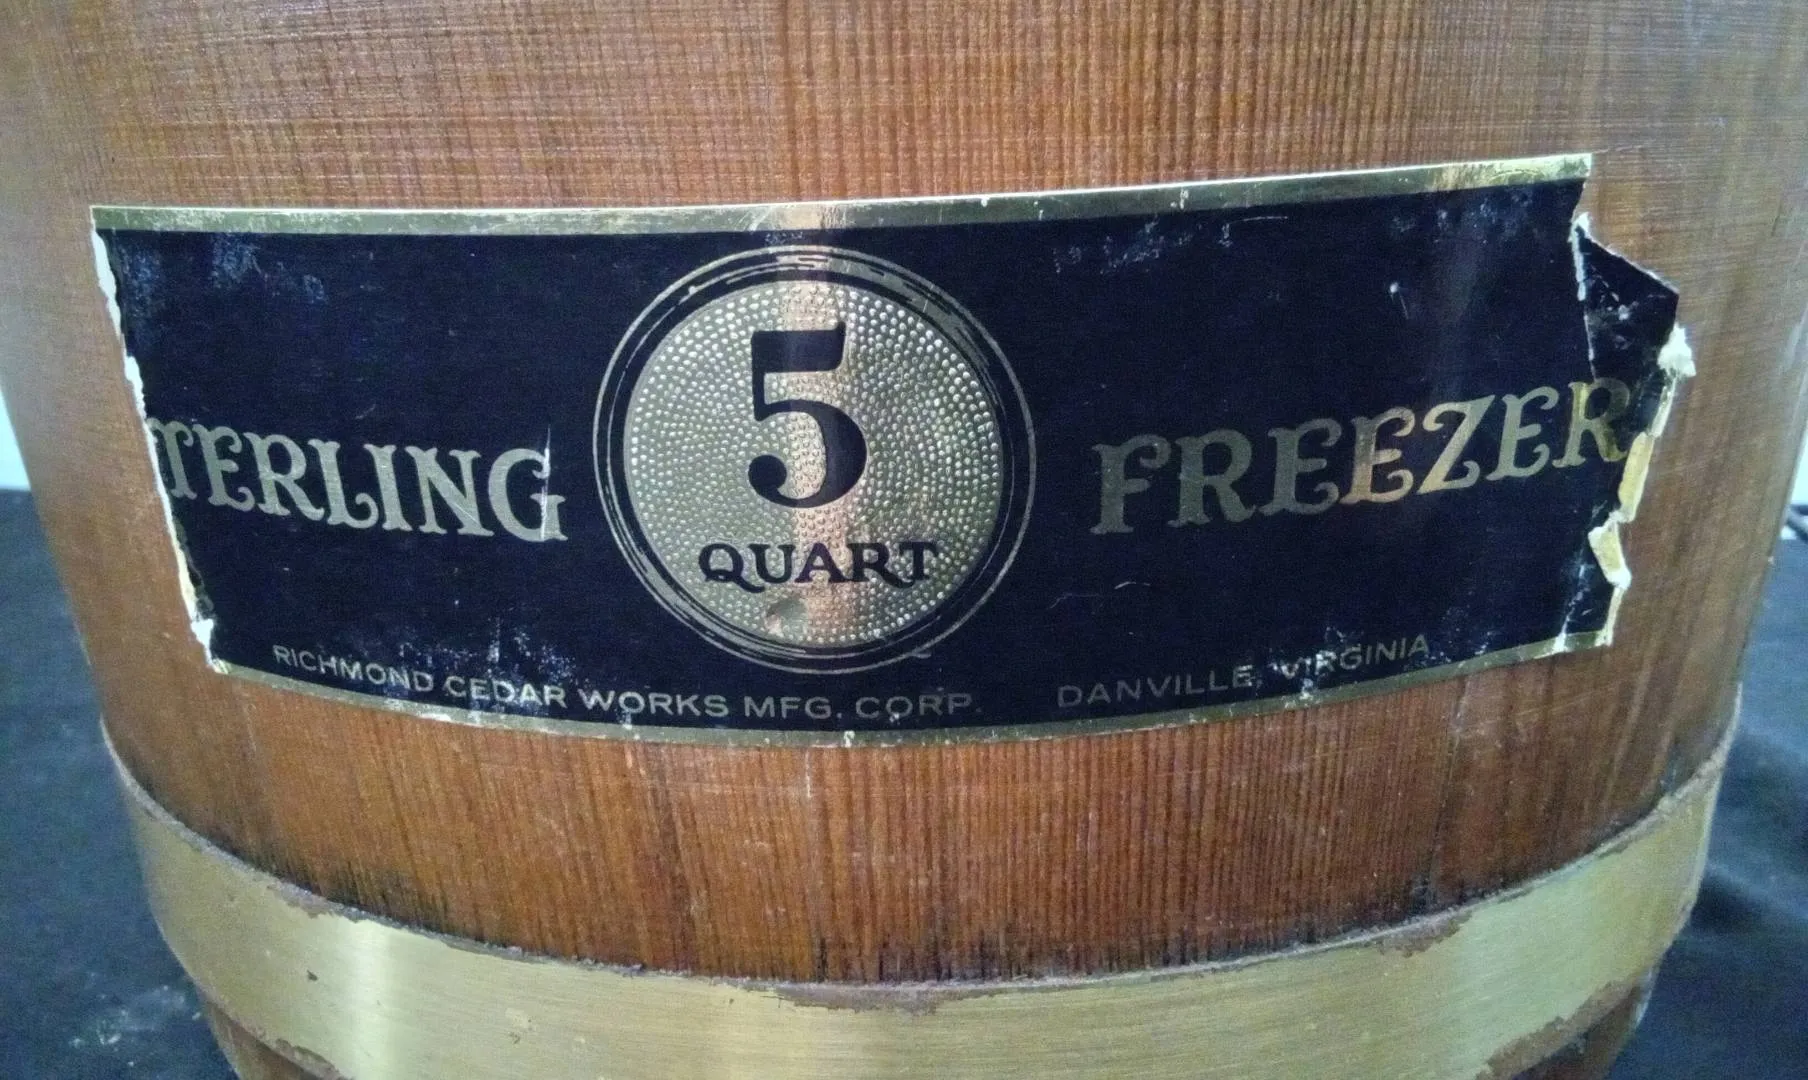 TERLING 5 QUART FREEZER
RICHMOND CEDAR WORKS MFG. CORP. DANVILLE, VIRGINIA